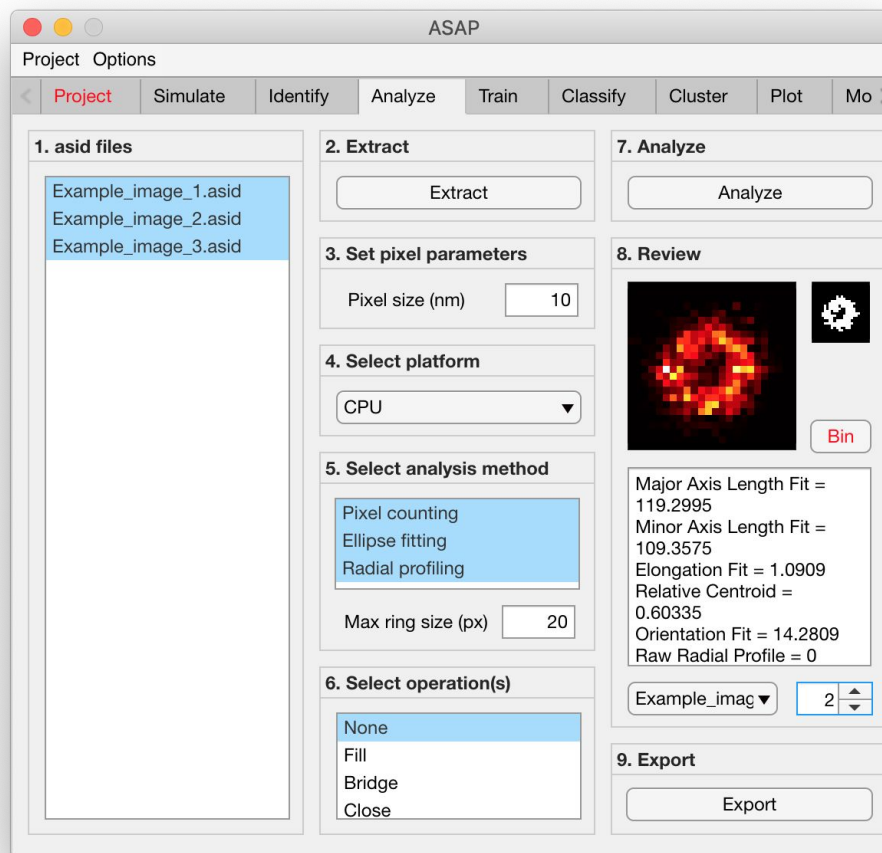 ASAP
Project Options
Project Simulate Identify Analyze Train Classify Cluster Plot Mo
1. asid files
Example_image_1.asid
Example_image_2.asid
Example_image_3.asid
2. Extract
Extract
3. Set pixel parameters
Pixel size (nm) 10
4. Select platform
CPU
5. Select analysis method
Pixel counting
Ellipse fitting
Radial profiling
Max ring size (px) 20
6. Select operation(s)
None
Fill
Bridge
Close
7. Analyze
Analyze
8. Review
Bin
Major Axis Length Fit =
119.2995
Minor Axis Length Fit =
109.3575
Elongation Fit = 1.0909
Relative Centroid =
0.60335
Orientation Fit = 14.2809
Raw Radial Profile = 0
Example_imag 2
9. Export
Export